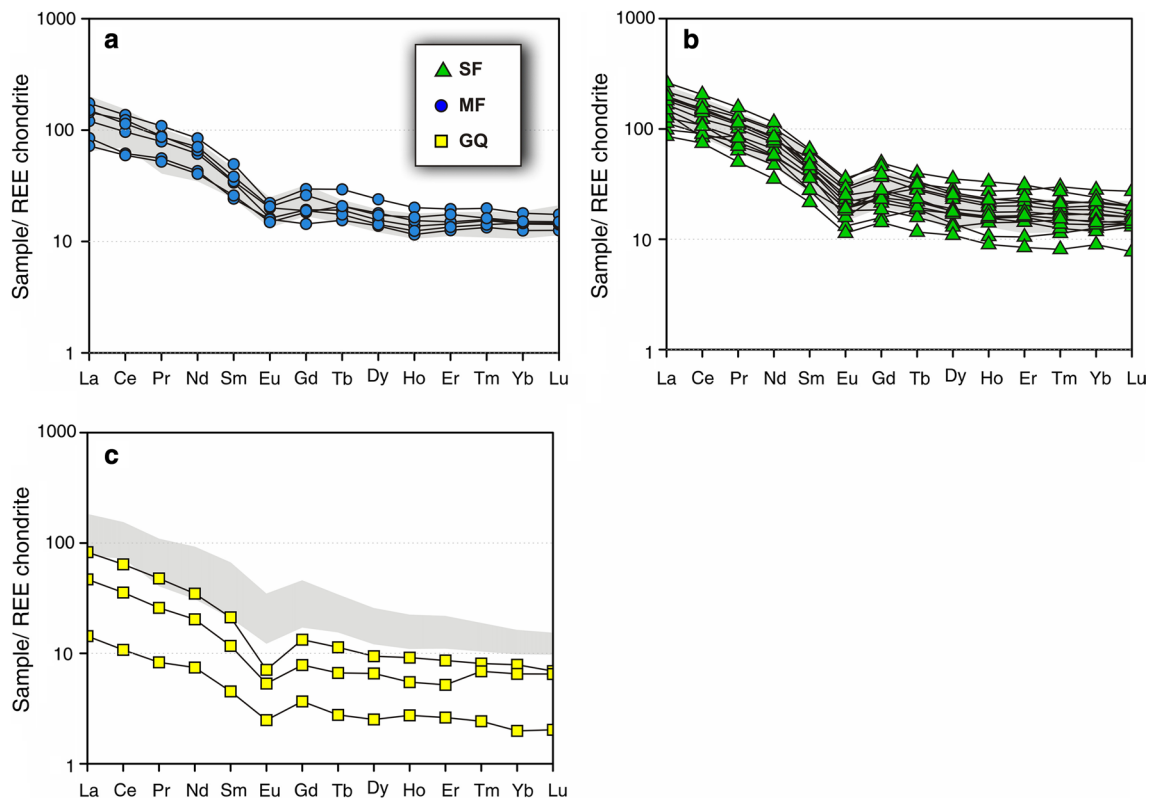 a
1000
100
10
1
Sample/ REE chondrite
SF
MF
GQ
La Ce Pr Nd Sm Eu Gd Tb Dy Ho Er Tm Yb Lu
b
1000
100
10
1
Sample/ REE chondrite
La Ce Pr Nd Sm Eu Gd Tb Dy Ho Er Tm Yb Lu
c
1000
100
10
1
Sample/ REE chondrite
La Ce Pr Nd Sm Eu Gd Tb Dy Ho Er Tm Yb Lu